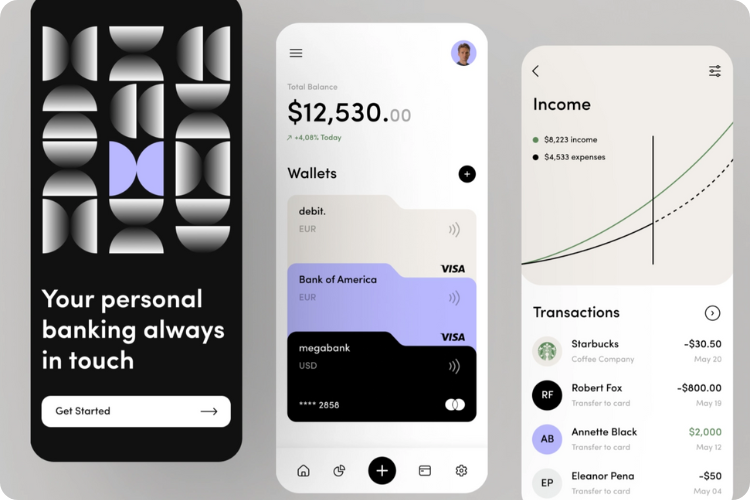 Your personal
banking always
in touch
Get Started
Total Balance
$12,530.00
+4,08% Today
Wallets
debit.
EUR
VISA
Bank of America
EUR
VISA
megabank
USD
**** 2858
Income
$8,223 income
$4,533 expenses
Transactions
Starbucks -$30.50
Coffee Company May 20
RF Robert Fox -$800.00
Transfer to card May 19
AB Annette Black $2,000
Transfer to card May 12
EP Eleanor Pena -$50
Transfer to card May 04